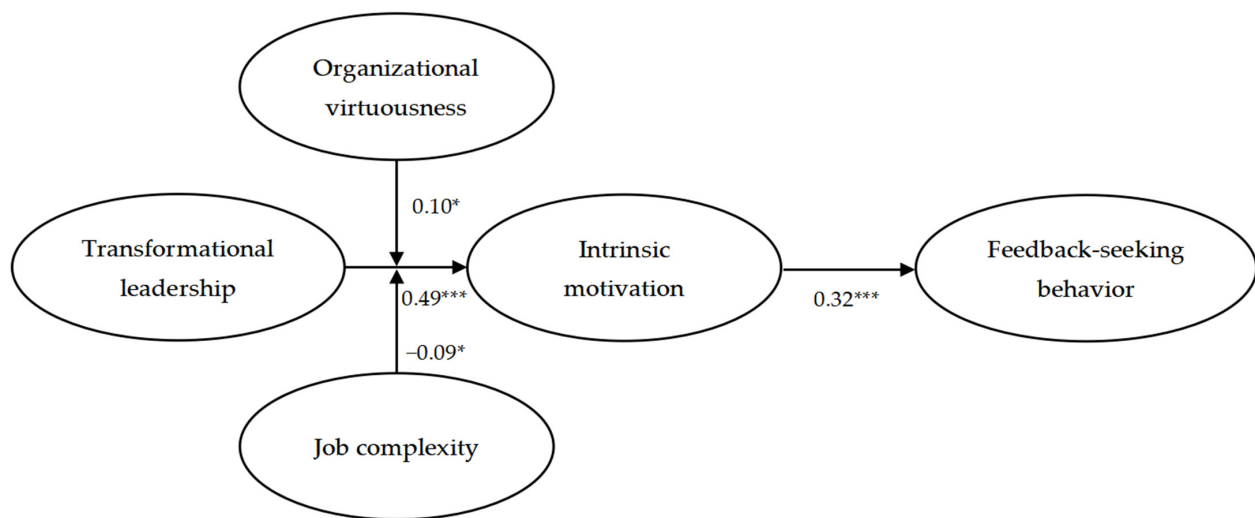 Organizational
virtuousness
0.10*
Transformational
leadership
Intrinsic
motivation
Feedback-seeking
behavior
0.49***
0.32***
−0.09*
Job complexity